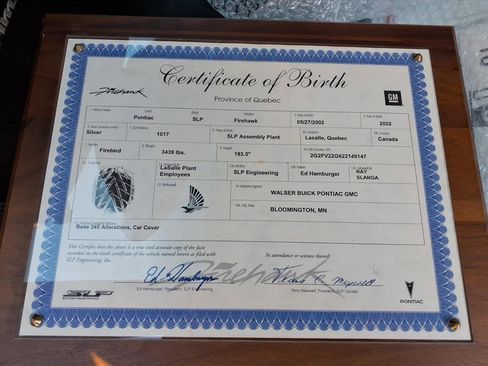 Certificate of Birth
Firehawk
Province of Quebec
GM
Pontiac SLP Firehawk 05/27/2002 2002
Silver 1017 SLP Assembly Plant Lasalle, Quebec Canada
Firebird 3439 lbs. 193.5" 2G2FV22G622149147
LaSalle Plant Employees SLP Engineering Ed Hamburger RAY SLANGA
WALSER BUICK PONTIAC GMC
BLOOMINGTON, MN
Base 345 Alterations, Car Cover
This Certifies that the above is a true and accurate copy of the facts
recorded on the birth certificate of the vehicle named herein as filed with
SLP Engineering, Inc.
In attendance as witness thereof:
Firehawk
Ed Hamburger, President, SLP Engineering
Terry Maxwell, President, SLP Canada
SLP
PONTIAC